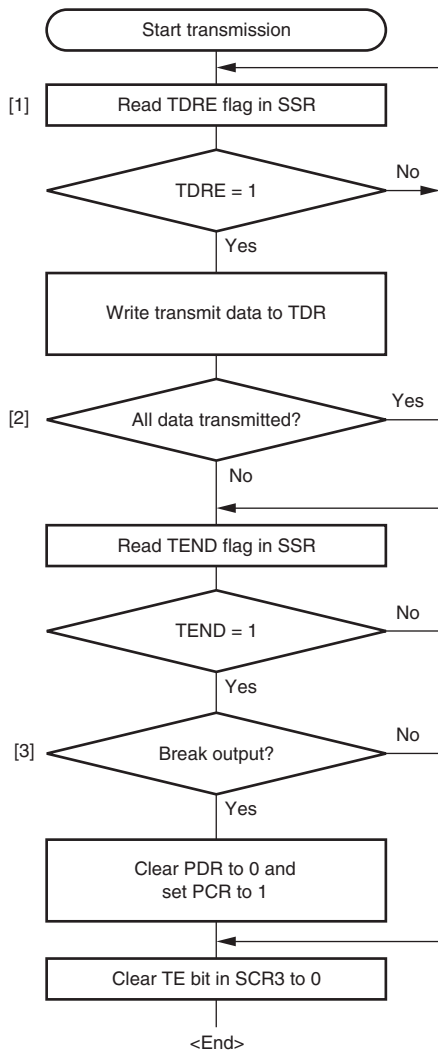 Start transmission
[1]
Read TDRE flag in SSR
No
TDRE = 1
Yes
Write transmit data to TDR
[2]
All data transmitted?
Yes
No
Read TEND flag in SSR
No
TEND = 1
Yes
[3]
Break output?
No
Yes
Clear PDR to 0 and
set PCR to 1
Clear TE bit in SCR3 to 0
<End>